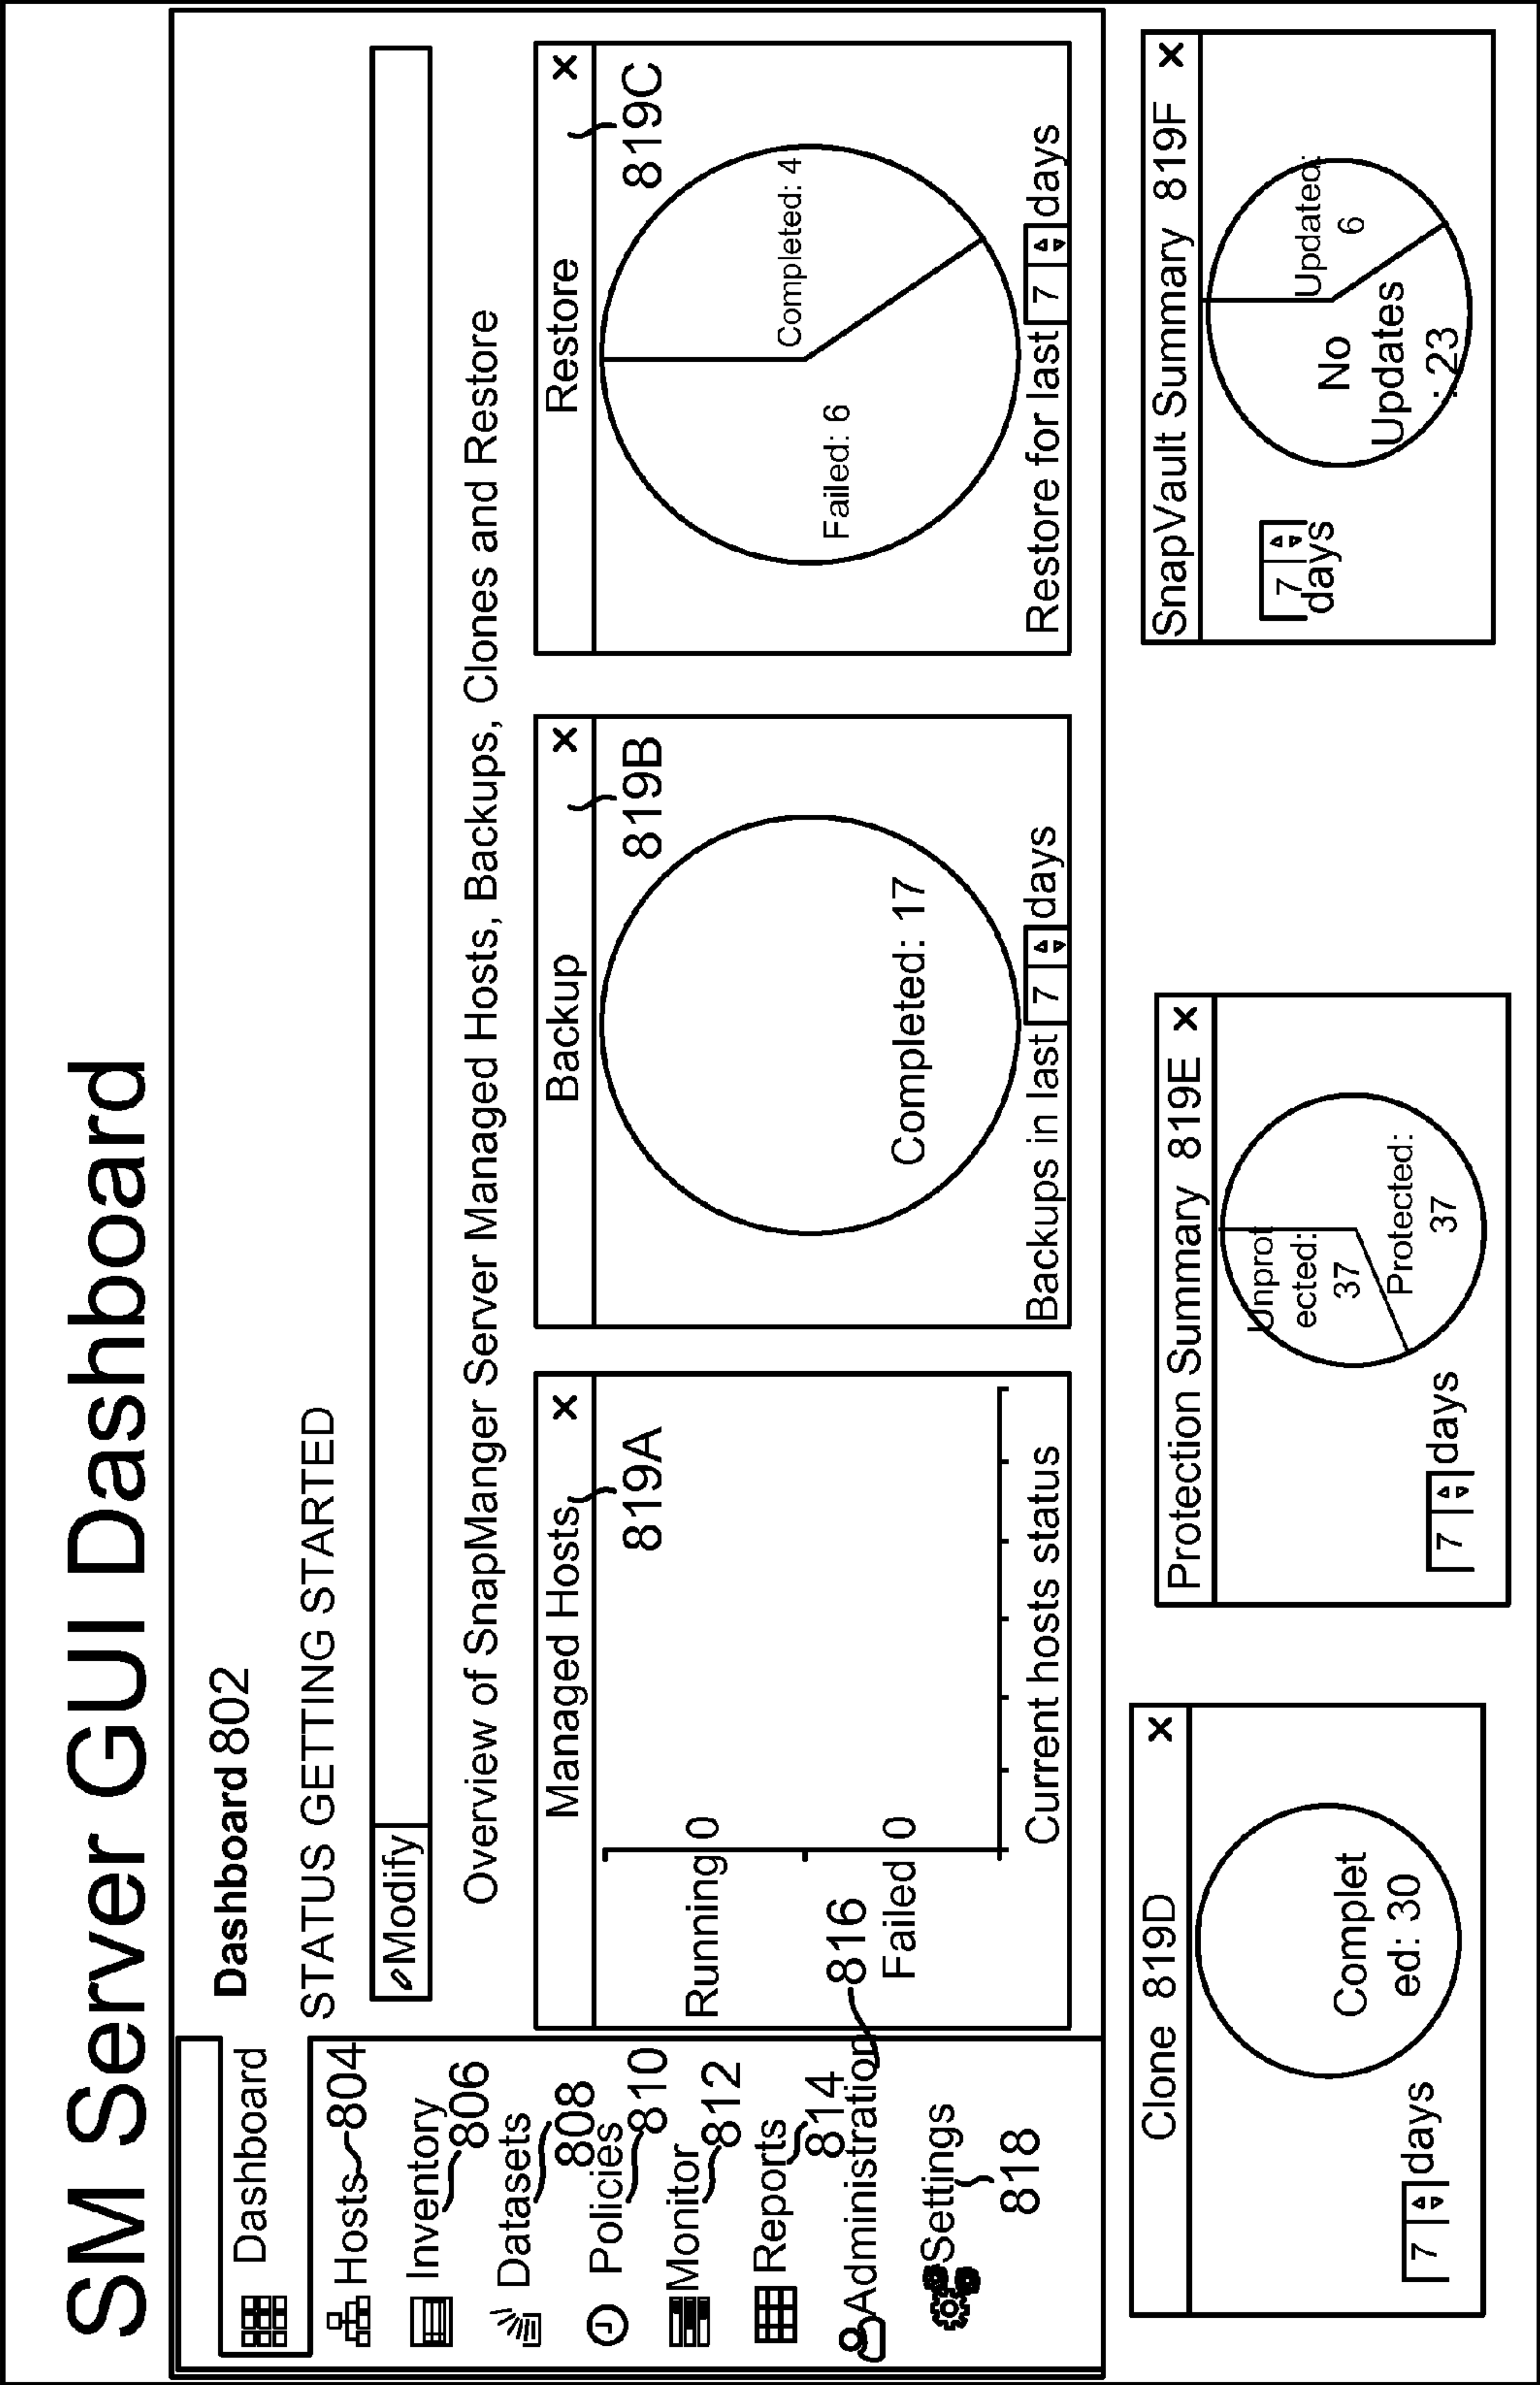 SM Server GUI Dashboard
Dashboard
Hosts 804
Inventory
806
Datasets
808
Policies
810
Monitor
812
Reports
814
Administration
816
Settings
818
Dashboard 802
STATUS GETTING STARTED
Modify
Overview of SnapManger Server Managed Hosts, Backups, Clones and Restore
Managed Hosts X
819A
Running 0
Failed 0
Current hosts status
Backup X
819B
Completed: 17
Backups in last 7 days
Restore X
819C
Completed: 4
Failed: 6
Restore for last 7 days
Clone 819D X
Complet
ed: 30
7 days
Protection Summary 819E X
Unprot
ected:
37
Protected:
37
7 days
SnapVault Summary 819F X
Updated:
6
No
Updates
: 23
7
days